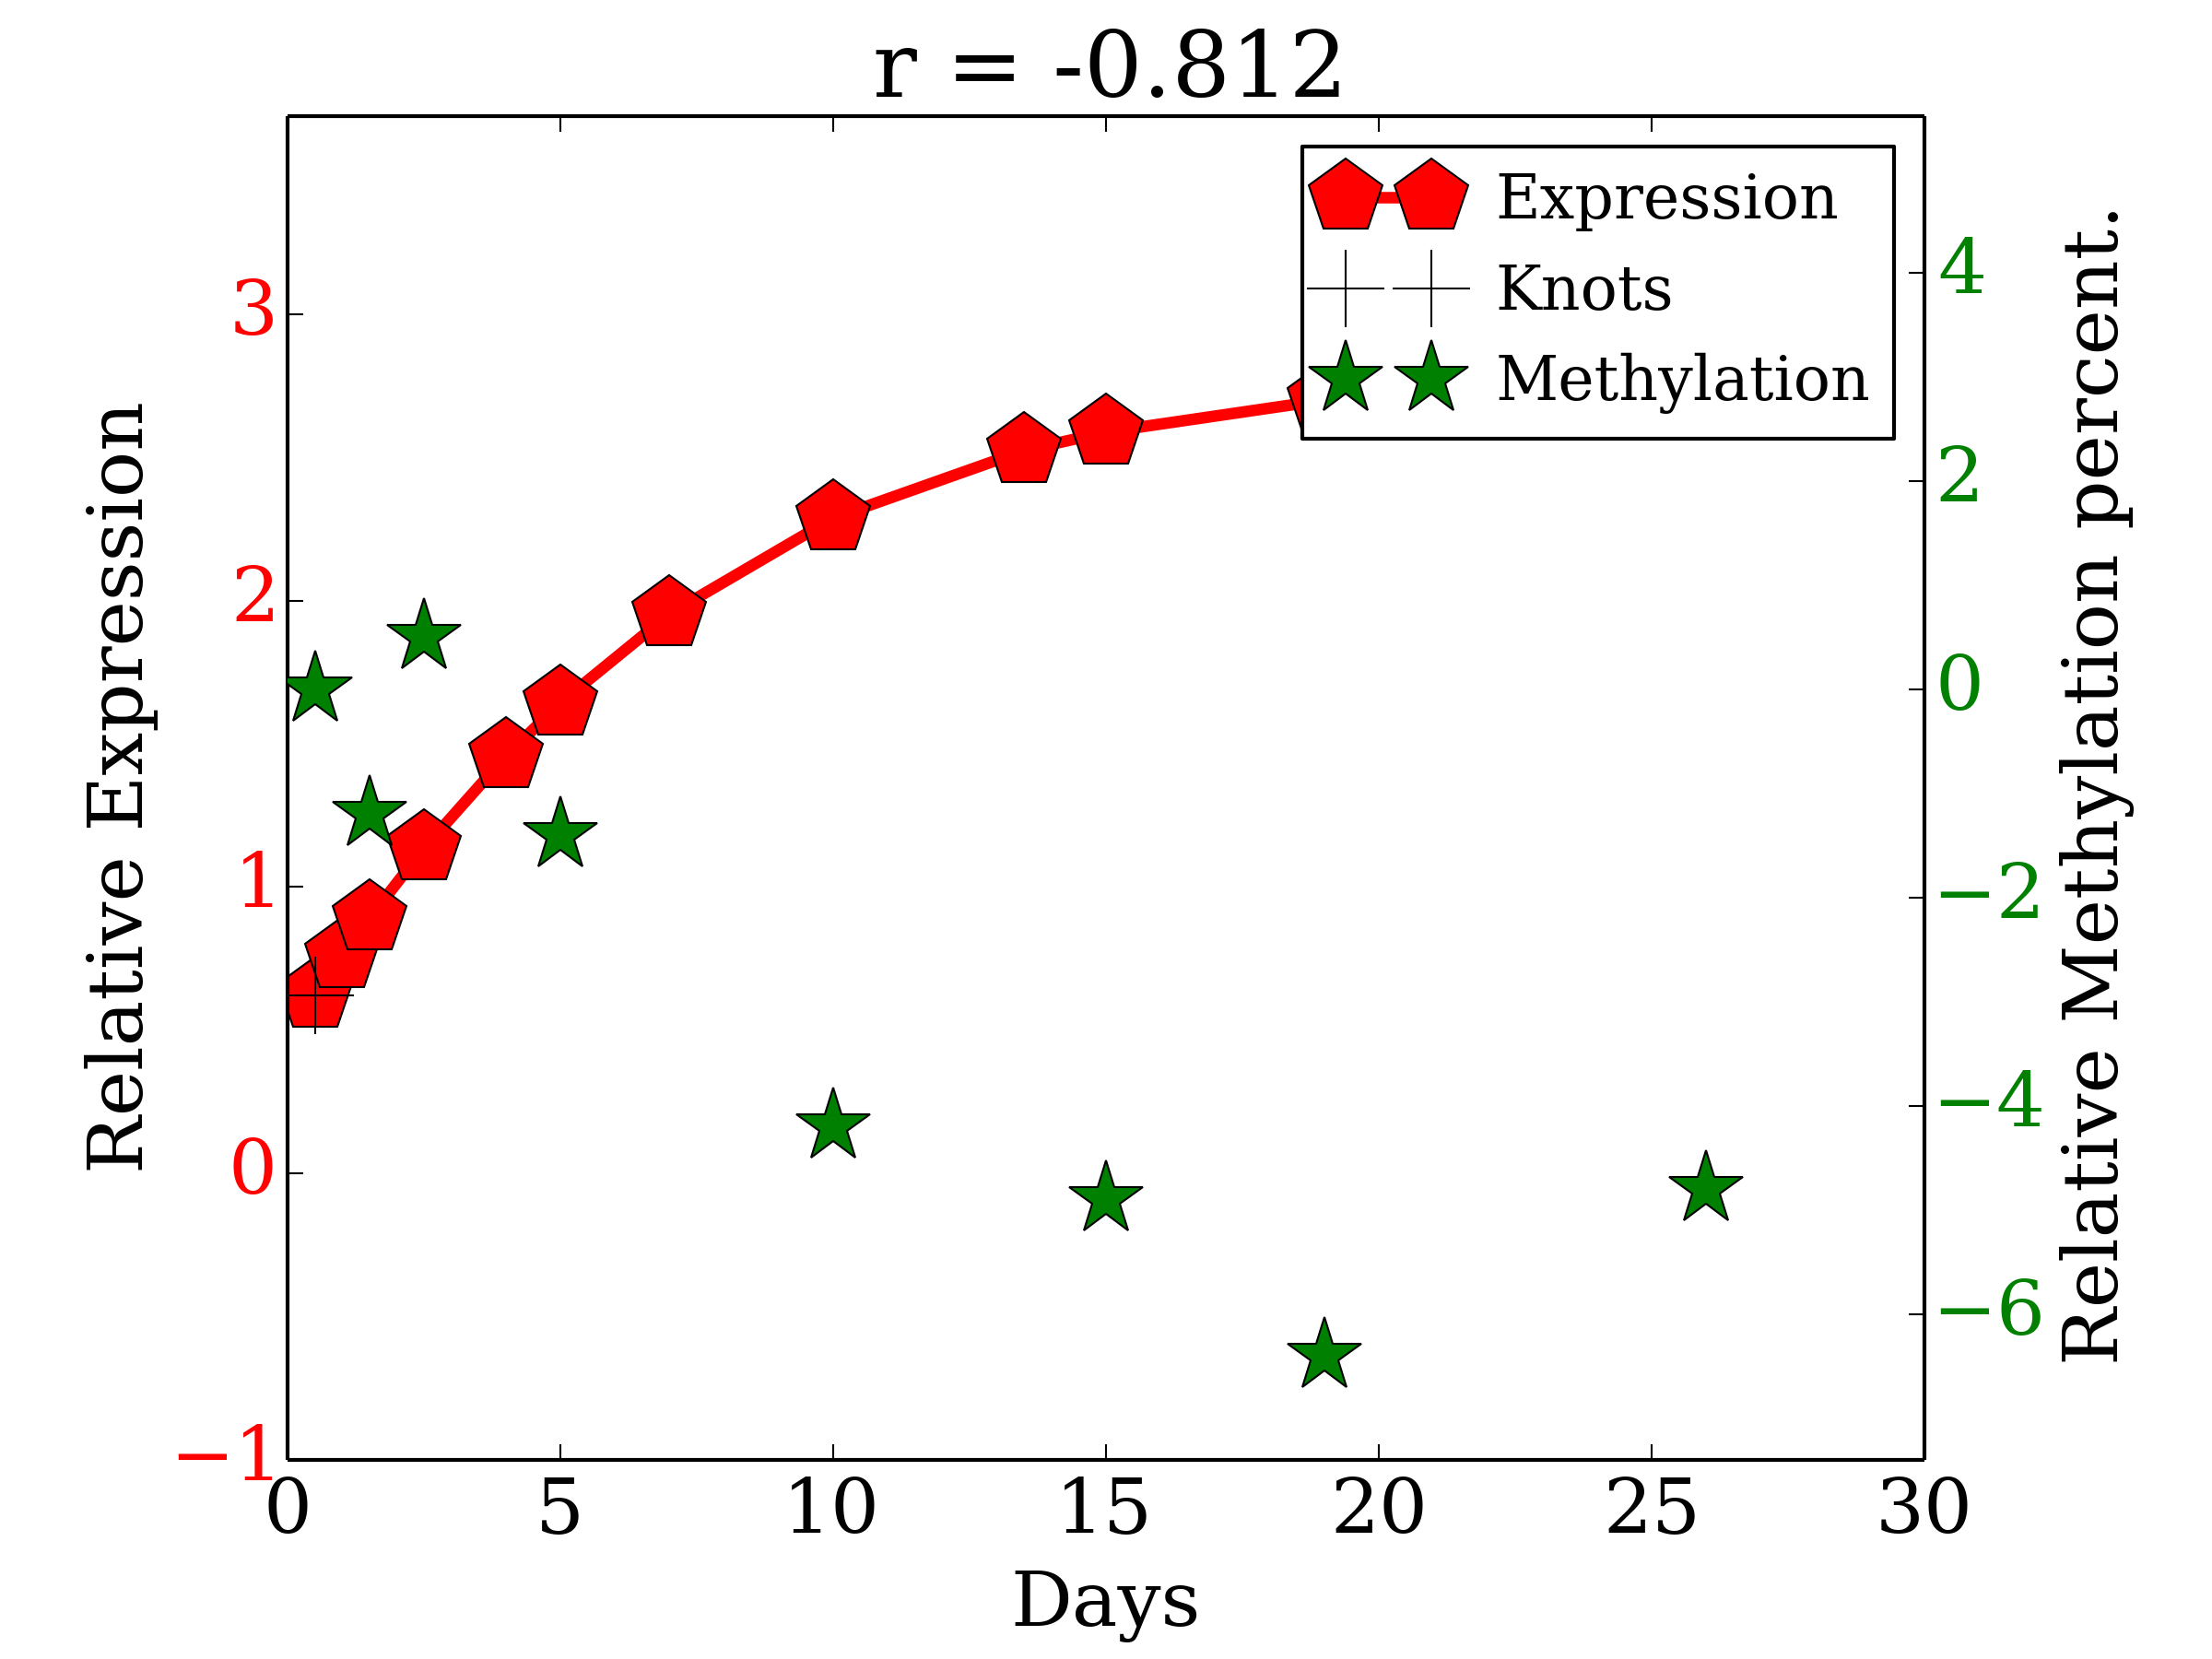 r = -0.812
Expression
Knots
Methylation
3
2
1
0
−1
4
2
0
−2
−4
−6
Relative Expression
Relative Methylation percent.
0 5 10 15 20 25 30
Days